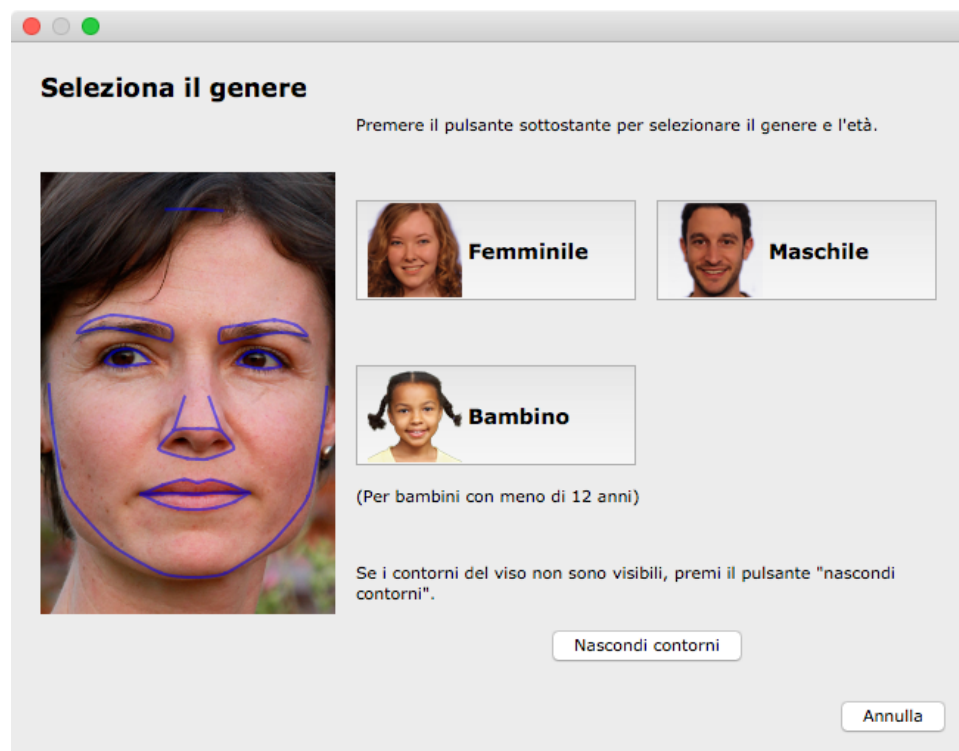 Seleziona il genere
Premere il pulsante sottostante per selezionare il genere e l'età.
Femminile
Maschile
Bambino
(Per bambini con meno di 12 anni)
Se i contorni del viso non sono visibili, premi il pulsante "nascondi
contorni".
Nascondi contorni
Annulla